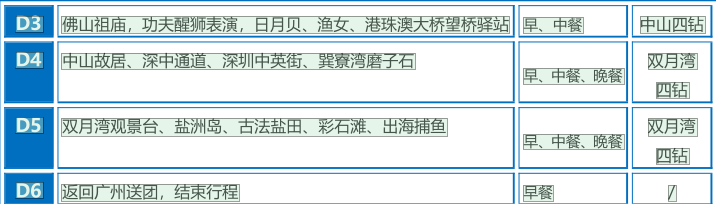 D3 佛山祖庙，功夫醒狮表演，日月贝、渔女、港珠澳大桥望桥驿站 早、中餐 中山四钻
D4 中山故居、深中通道、深圳中英街、巽寮湾磨子石 早、中餐、晚餐 双月湾
四钻
D5 双月湾观景台、盐洲岛、古法盐田、彩石滩、出海捕鱼 早、中餐、晚餐 双月湾
四钻
D6 返回广州送团，结束行程 早餐 /